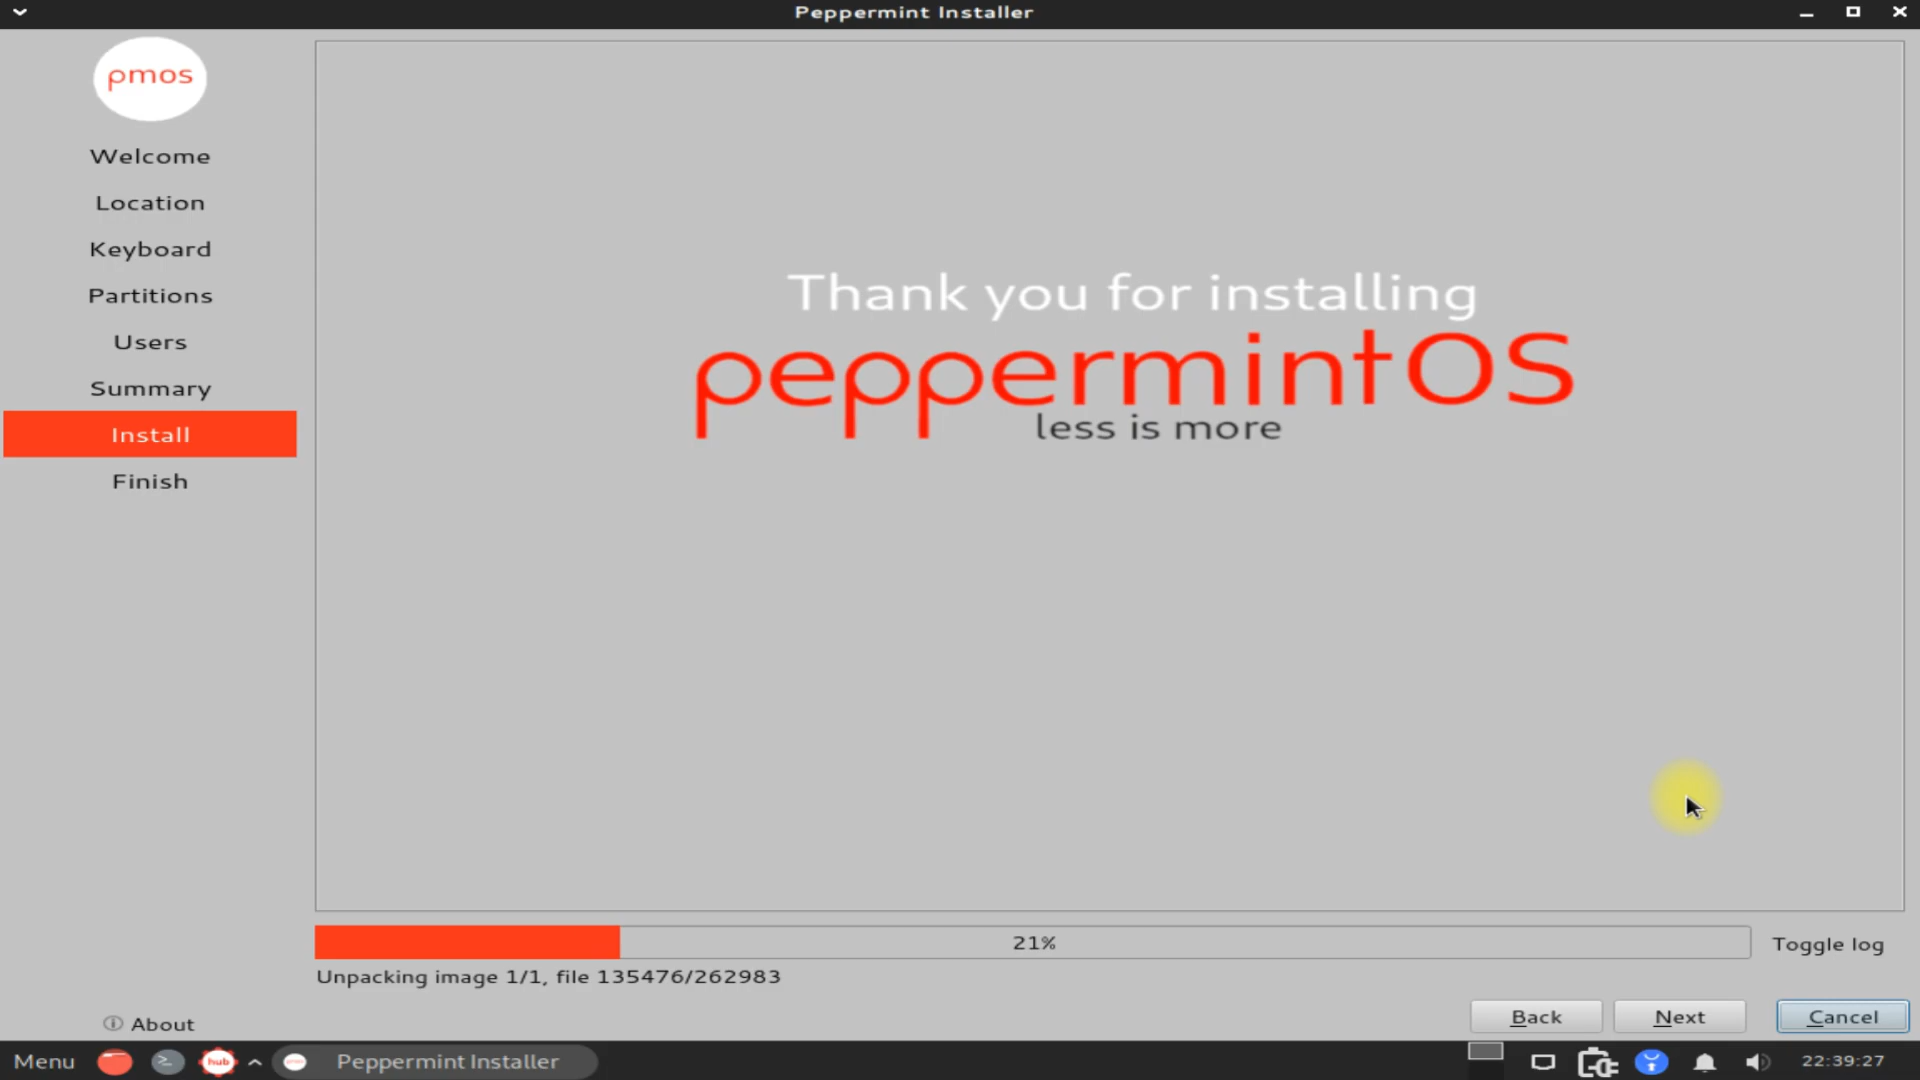 Peppermint Installer
pmos
Welcome
Location
Keyboard
Partitions
Users
Summary
Install
Finish
Thank you for installing
peppermintOS
less is more
21%
Toggle log
Unpacking image 1/1, file 135476/262983
About
Back
Next
Cancel
Menu
hub
Peppermint Installer
22:39:27